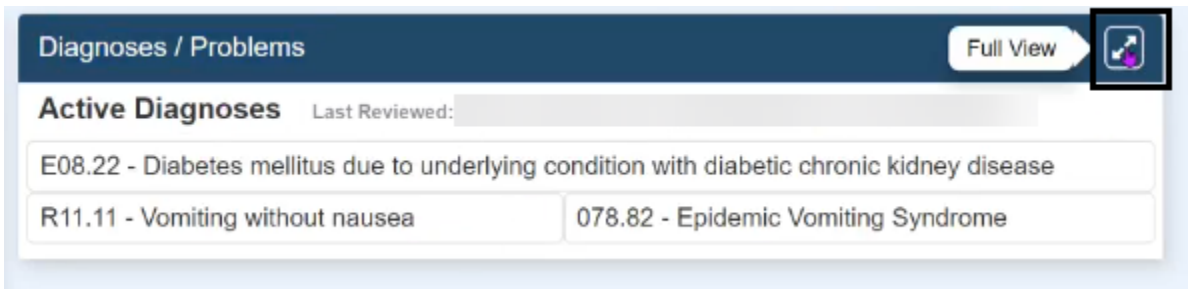 Diagnoses / Problems
Full View
Active Diagnoses Last Reviewed:
E08.22 - Diabetes mellitus due to underlying condition with diabetic chronic kidney disease
R11.11 - Vomiting without nausea
078.82 - Epidemic Vomiting Syndrome